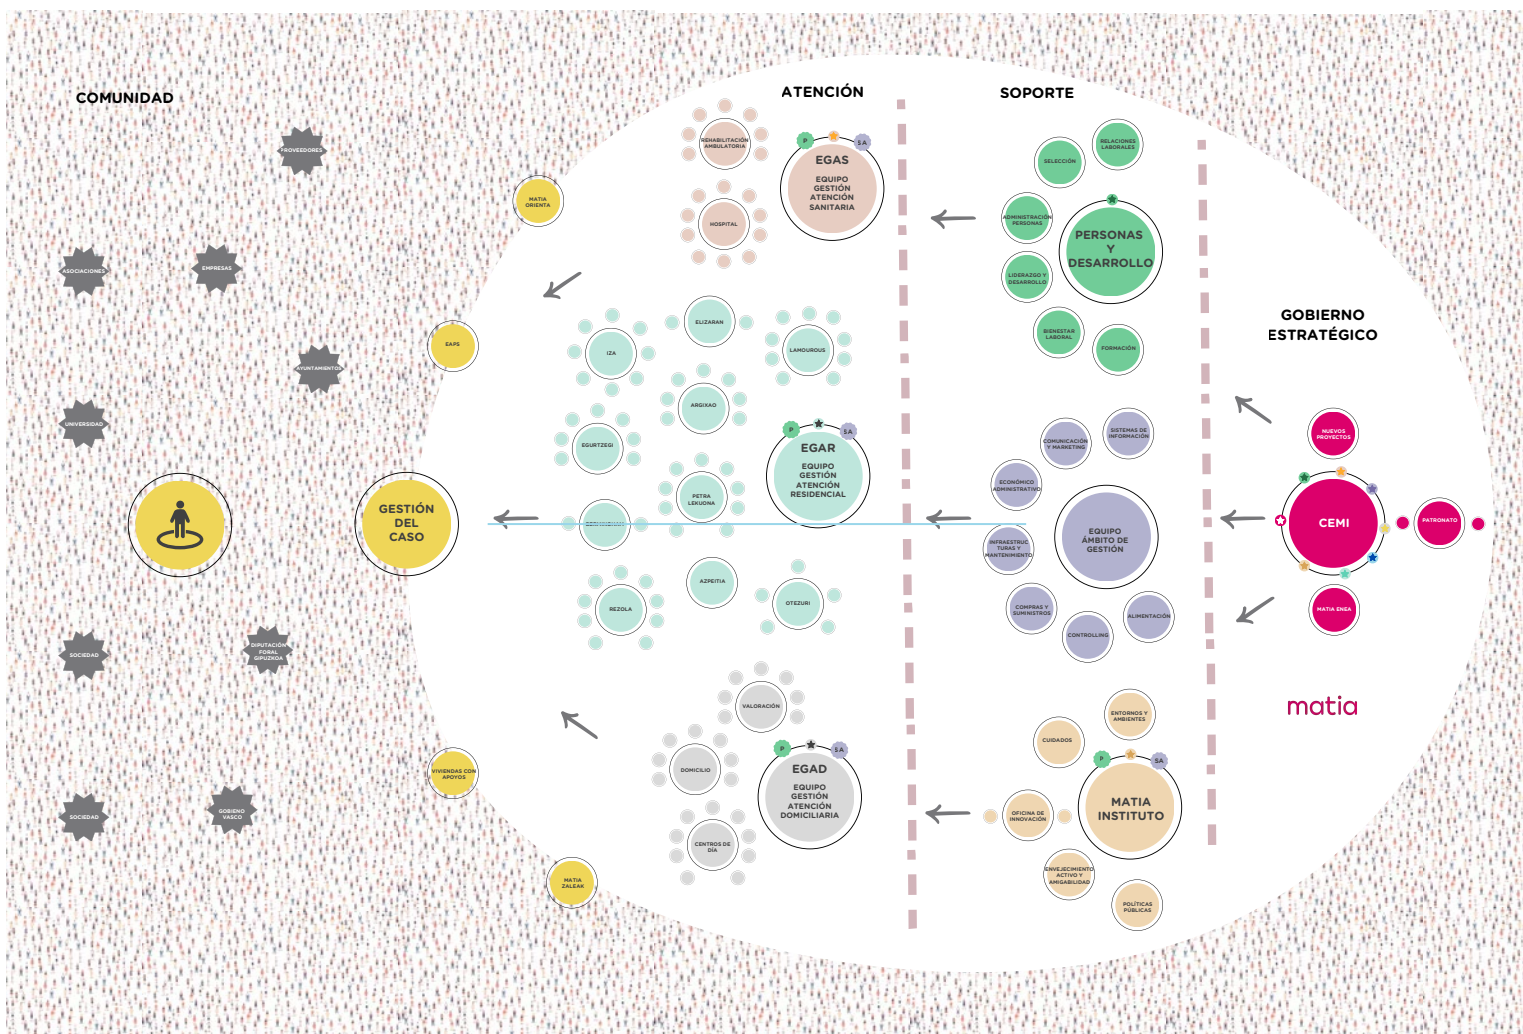 COMUNIDAD
PROVEEDORES
ASOCIACIONES
EMPRESAS
AYUNTAMIENTOS
UNIVERSIDAD
SOCIEDAD
DIPUTACIÓN
FORAL
GIPUZKOA
SOCIEDAD
GOBIENO
VASCO
MATIA
ORIENTA
EAPS
GESTIÓN
DEL
CASO
VIVIENDAS CON
APOYOS
MATIA
ZALEAK
ATENCIÓN
REHABILITACIÓN
AMBULATORIA
HOSPITAL
P
SA
EGAS
EQUIPO
GESTIÓN
ATENCIÓN
SANITARIA
ELIZARAN
IZA
LAMOUROUS
ARGIXAO
EGURTZEGI
PETRA
LEKUONA
AZPEITIA
REZOLA
OTEZURI
P
SA
EGAR
EQUIPO
GESTIÓN
ATENCIÓN
RESIDENCIAL
VALORACIÓN
DOMICILIO
CENTROS DE
DÍA
P
SA
EGAD
EQUIPO
GESTIÓN
ATENCIÓN
DOMICILIARIA
SOPORTE
RELACIONES
LABORALES
SELECCIÓN
ADMINISTRACIÓN
PERSONAS
LIDERAZGO Y
DESARROLLO
BIENESTAR
LABORAL
FORMACIÓN
PERSONAS
Y
DESARROLLO
SISTEMAS DE
INFORMACIÓN
COMUNICACIÓN
Y MARKETING
ECONÓMICO
ADMINISTRATIVO
INFRAESTRUC
TURAS Y
MANTENIMIENTO
COMPRAS Y
SUMINISTROS
CONTROLLING
ALIMENTACIÓN
EQUIPO
ÁMBITO DE
GESTIÓN
ENTORNOS Y
AMBIENTES
CUIDADOS
OFICINA DE
INNOVACIÓN
ENVEJECIMIENTO
ACTIVO Y
AMIGABILIDAD
POLÍTICAS
PÚBLICAS
P
SA
MATIA
INSTITUTO
GOBIERNO
ESTRATÉGICO
NUEVOS
PROYECTOS
CEMI
PATRONATO
MATIA ENEA
matia